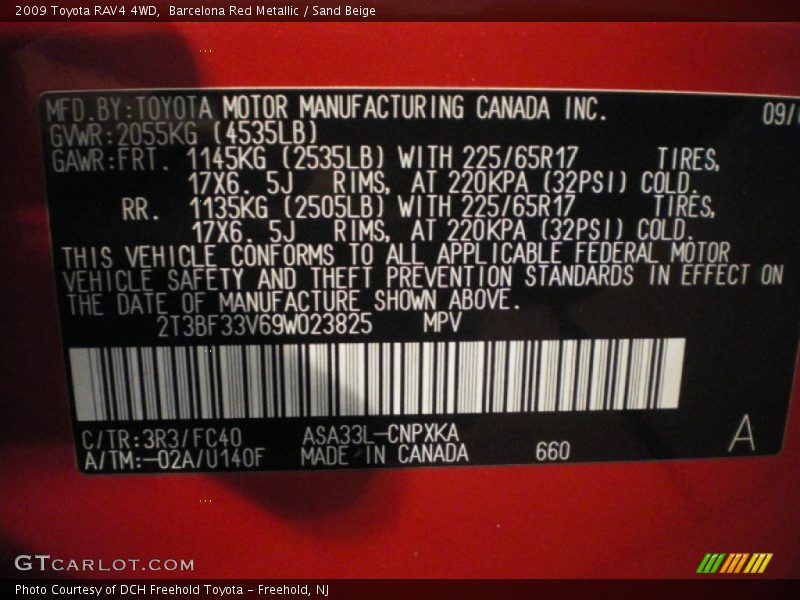 2009 Toyota RAV4 4WD,  Barcelona Red Metallic / Sand Beige
MFD.BY:TOYOTA MOTOR MANUFACTURING CANADA INC. 09/
GVWR:2055KG (4535LB)
GAWR:FRT. 1145KG (2535LB) WITH 225/65R17 TIRES,
17X6. 5J RIMS, AT 220KPA (32PSI) COLD.
RR. 1135KG (2505LB) WITH 225/65R17 TIRES,
17X6. 5J RIMS, AT 220KPA (32PSI) COLD.
THIS VEHICLE CONFORMS TO ALL APPLICABLE FEDERAL MOTOR
VEHICLE SAFETY AND THEFT PREVENTION STANDARDS IN EFFECT ON
THE DATE OF MANUFACTURE SHOWN ABOVE.
2T3BF33V69W023825 MPV
C/TR:3R3/FC40 ASA33L-CNPXKA
A/TM:-02A/U140F MADE IN CANADA 660 A
GTCARLOT.COM
Photo Courtesy of DCH Freehold Toyota - Freehold, NJ